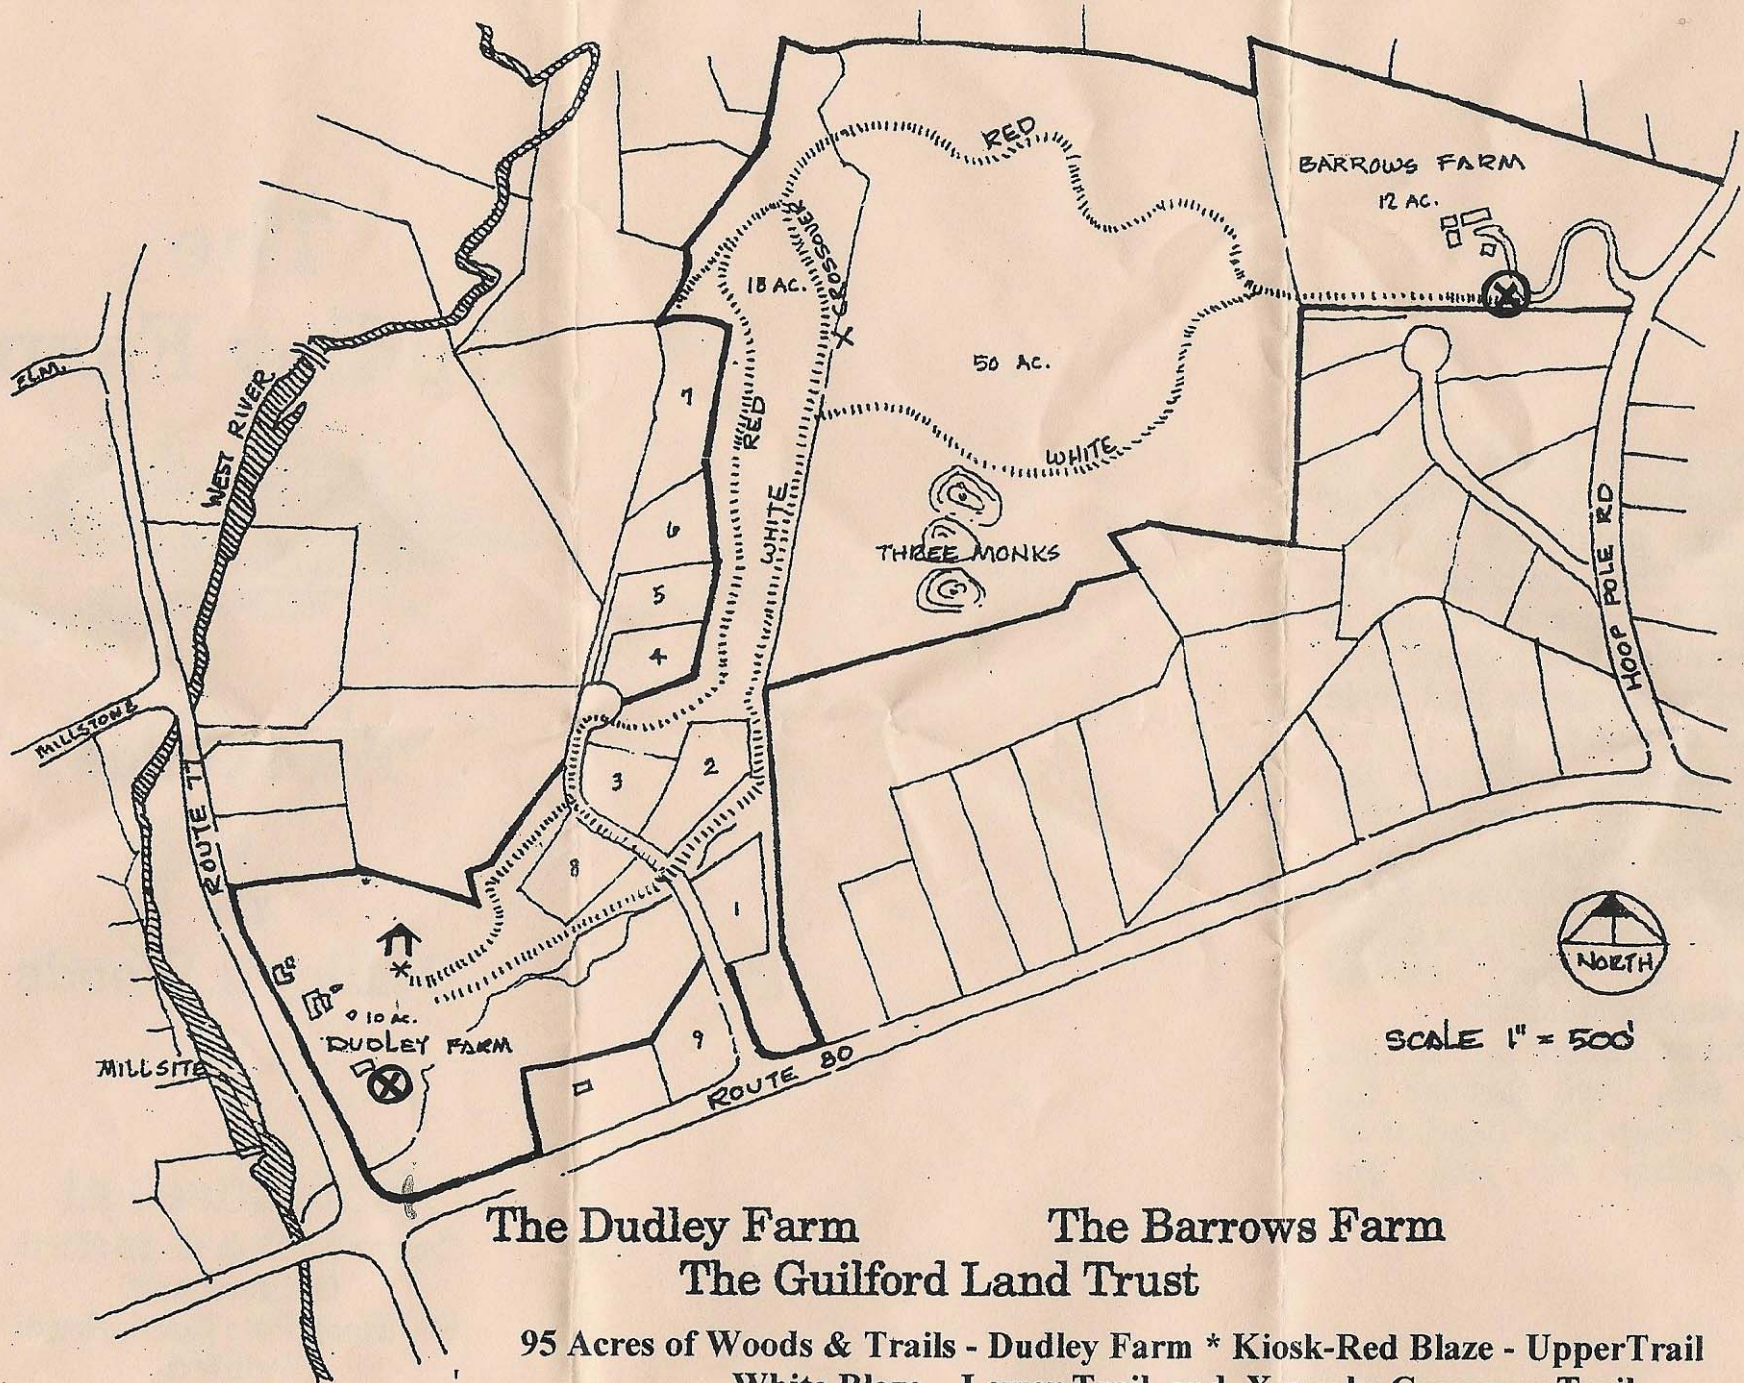 RED
BARROWS FARM
12 AC.
CROSSOVER
18 AC.
X
50 AC.
ELM.
WEST RIVER
7
RED
WHITE
WHITE
6
THREE MONKS
5
4
HOOP POLE RD
MILLSTONE
ROUTE 77
3
2
8
1
NORTH
10 AC.
DUDLEY FARM
9
MILLSITE
ROUTE 80
SCALE 1" = 500'
The Dudley Farm
The Barrows Farm
The Guilford Land Trust
95 Acres of Woods & Trails - Dudley Farm * Kiosk-Red Blaze - UpperTrail